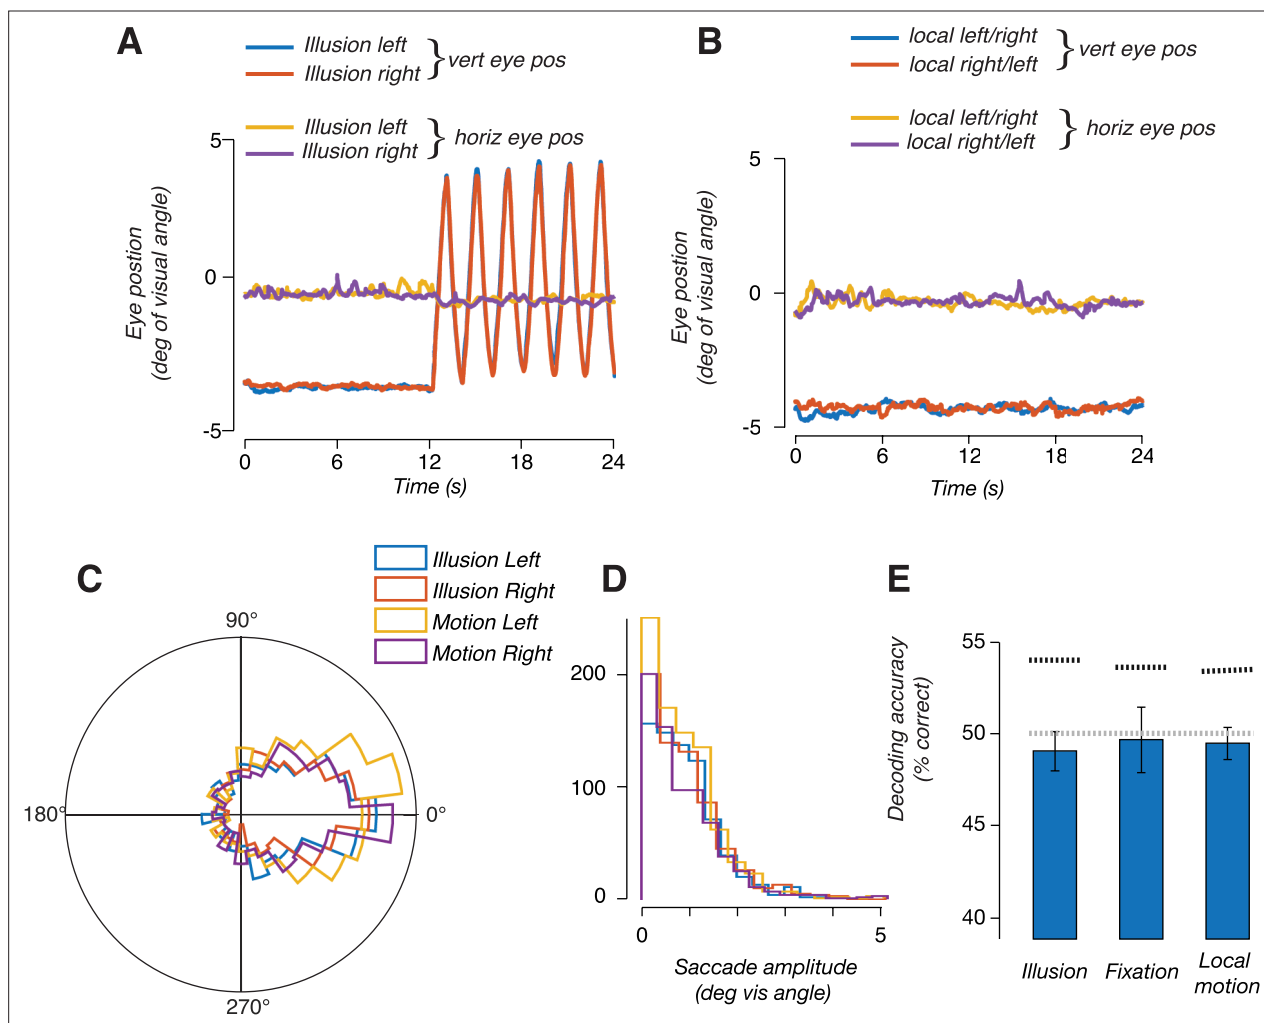 A
Illusion left
Illusion right
vert eye pos
Illusion left
Illusion right
horiz eye pos
5
0
-5
Eye postion
(deg of visual angle)
0 6 12 18 24
Time (s)
B
local left/right
local right/left
vert eye pos
local left/right
local right/left
horiz eye pos
5
0
-5
Eye postion
(deg of visual angle)
0 6 12 18 24
Time (s)
C
Illusion Left
Illusion Right
Motion Left
Motion Right
90°
180°
0°
270°
D
200
100
0
0 5
Saccade amplitude
(deg vis angle)
E
Decoding accuracy
(% correct)
55
50
45
40
Illusion
Fixation
Local
motion